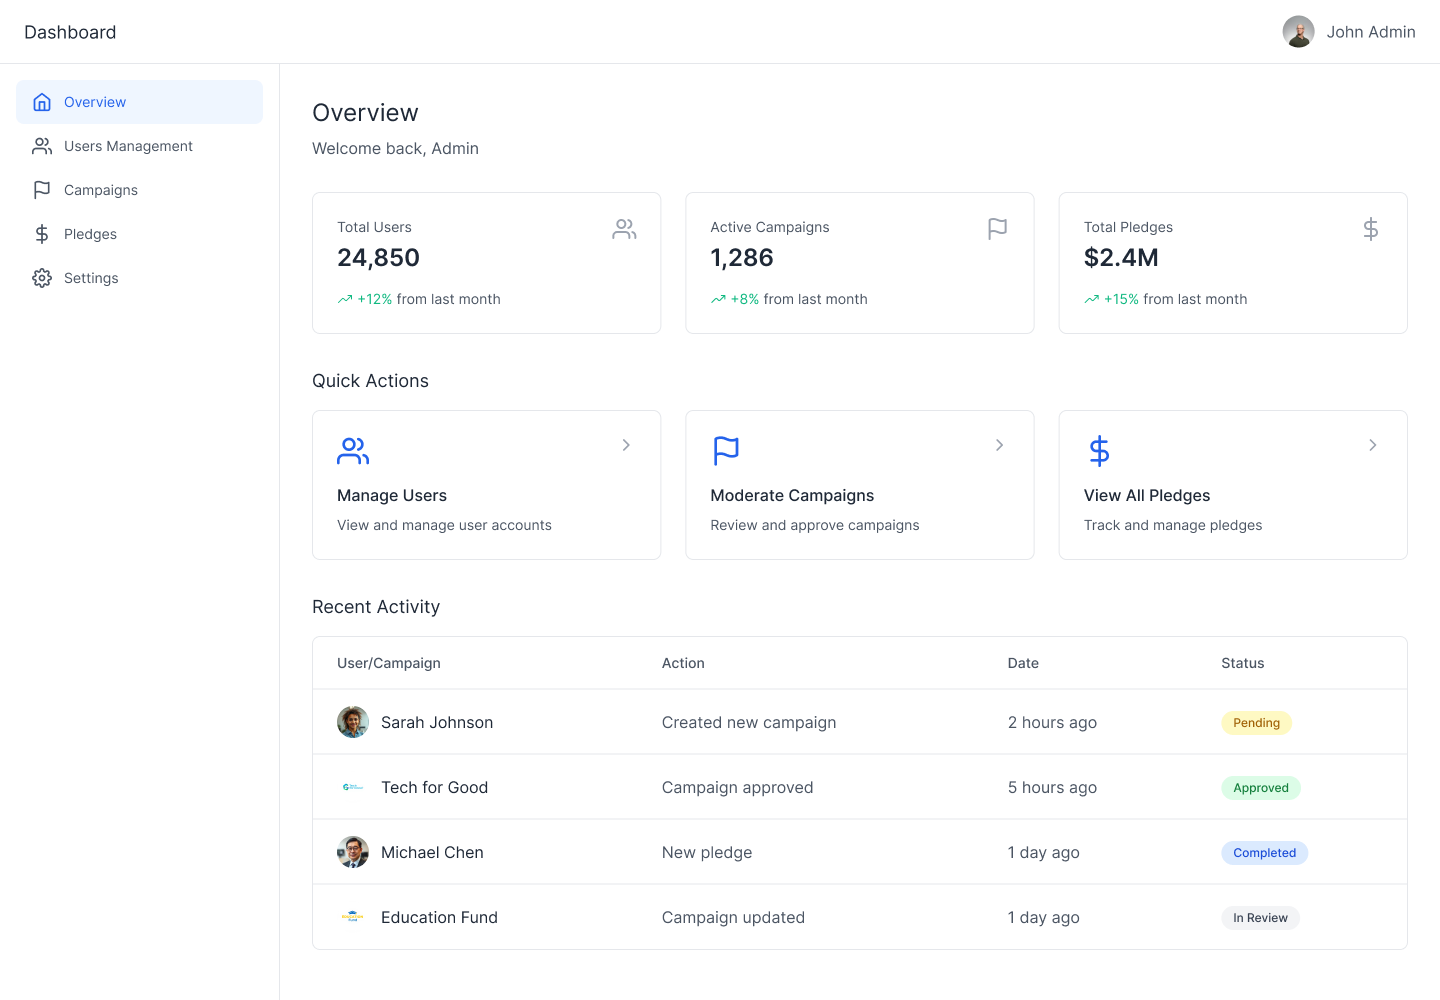 Dashboard
John Admin
Overview
Users Management
Campaigns
Pledges
Settings
Overview
Welcome back, Admin
Total Users
24,850
+12% from last month
Active Campaigns
1,286
+8% from last month
Total Pledges
$2.4M
+15% from last month
Quick Actions
Manage Users
View and manage user accounts
Moderate Campaigns
Review and approve campaigns
View All Pledges
Track and manage pledges
Recent Activity
User/Campaign Action Date Status
Sarah Johnson Created new campaign 2 hours ago Pending
Tech for Good Campaign approved 5 hours ago Approved
Michael Chen New pledge 1 day ago Completed
Education Fund Campaign updated 1 day ago In Review